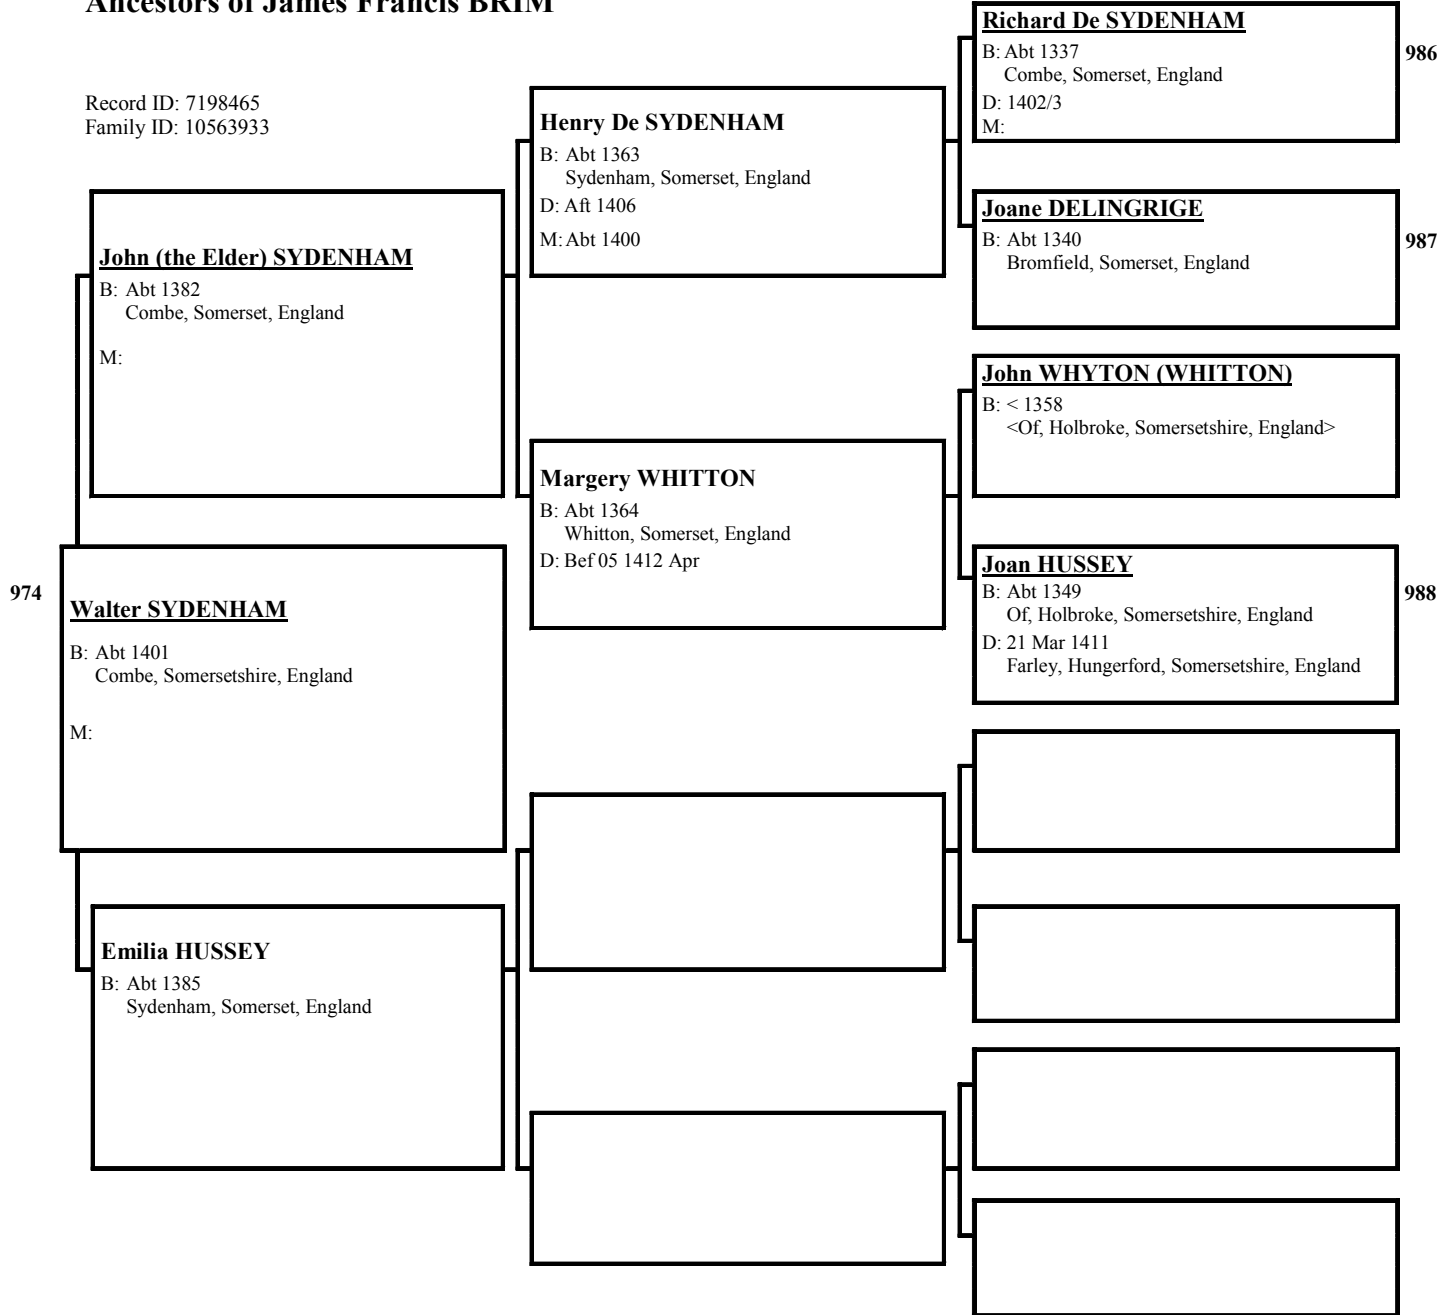 Ancestors of James Francis BRIM
Record ID: 7198465
Family ID: 10563933
Richard De SYDENHAM
B: Abt 1337
Combe, Somerset, England
D: 1402/3
M:
986
Henry De SYDENHAM
B: Abt 1363
Sydenham, Somerset, England
D: Aft 1406
M: Abt 1400
Joane DELINGRIGE
B: Abt 1340
Bromfield, Somerset, England
987
John (the Elder) SYDENHAM
B: Abt 1382
Combe, Somerset, England
M:
John WHYTON (WHITTON)
B: < 1358
<Of, Holbroke, Somersetshire, England>
Margery WHITTON
B: Abt 1364
Whitton, Somerset, England
D: Bef 05 1412 Apr
Joan HUSSEY
B: Abt 1349
Of, Holbroke, Somersetshire, England
D: 21 Mar 1411
Farley, Hungerford, Somersetshire, England
988
974
Walter SYDENHAM
B: Abt 1401
Combe, Somersetshire, England
M:
Emilia HUSSEY
B: Abt 1385
Sydenham, Somerset, England